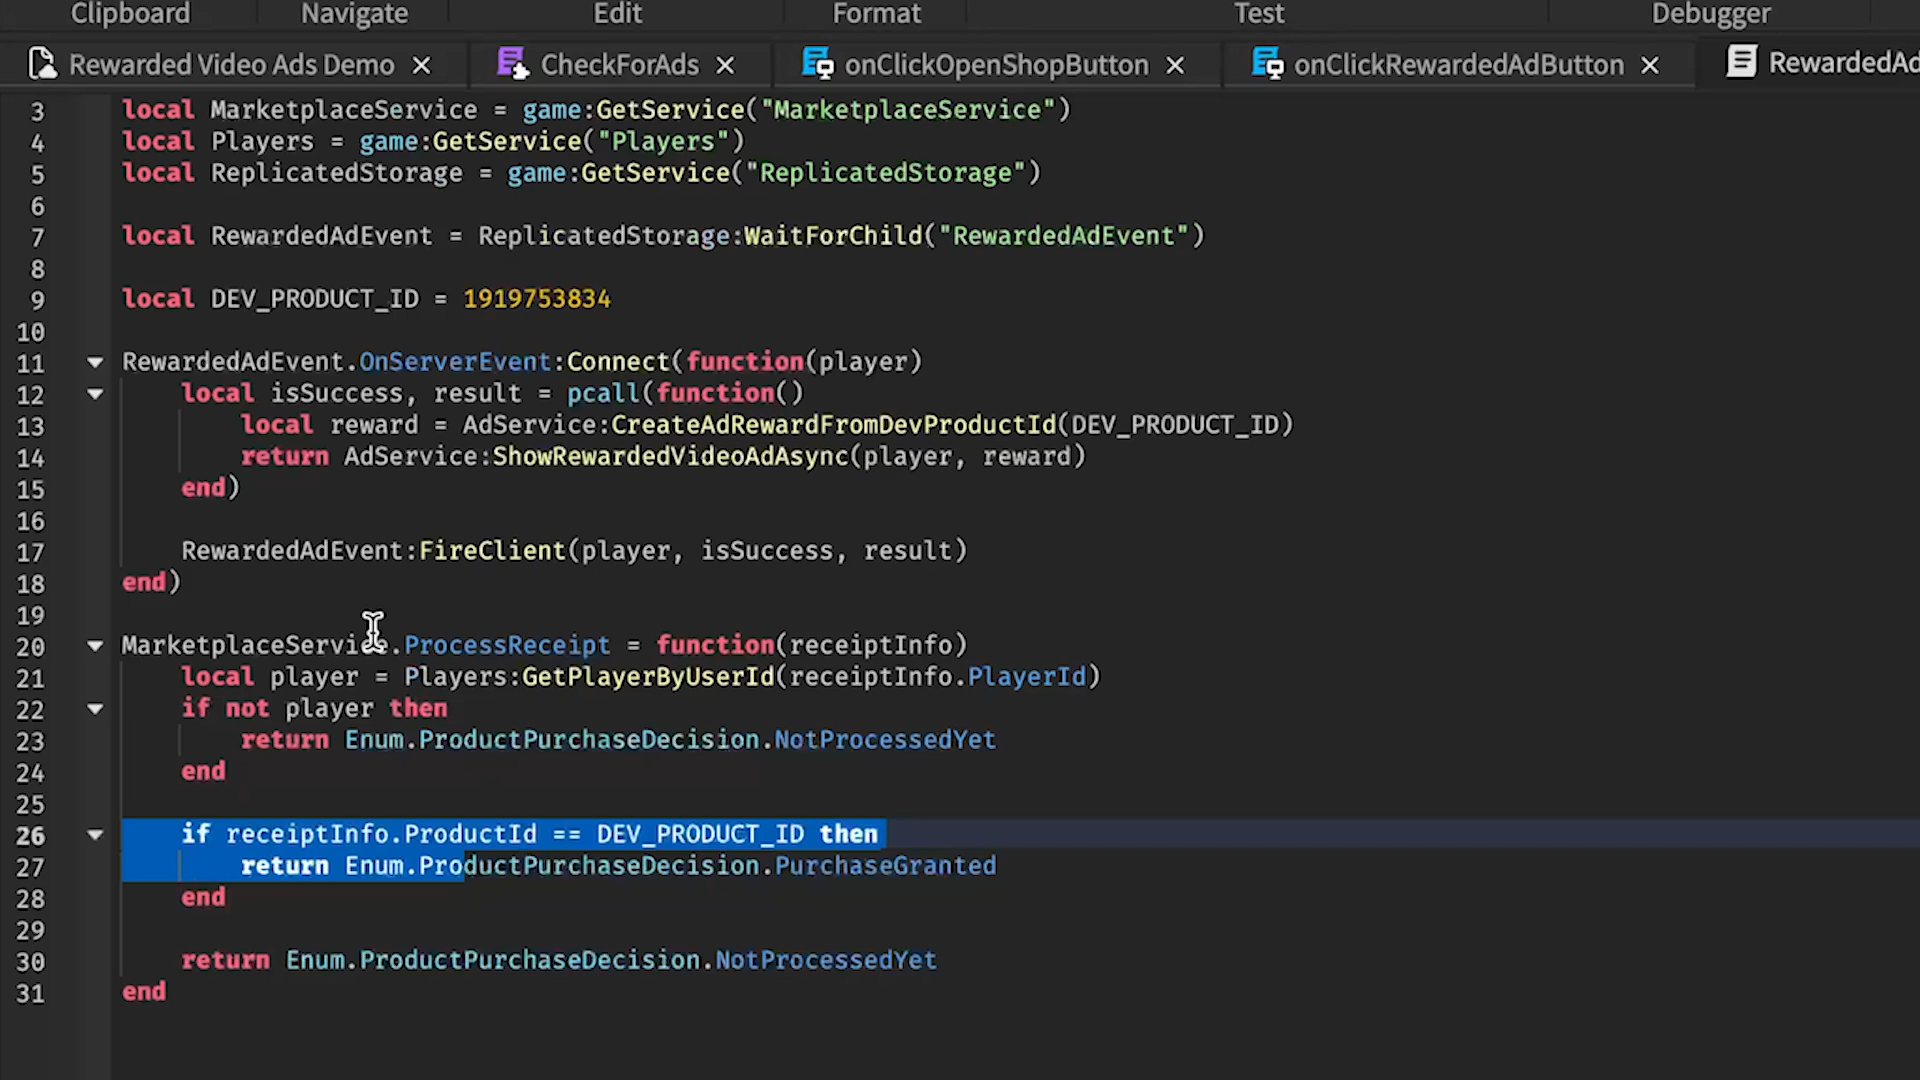 Clipboard Navigate Edit Format Test Debugger
Rewarded Video Ads Demo CheckForAds onClickOpenShopButton onClickRewardedAdButton RewardedAd
3 local MarketplaceService = game:GetService("MarketplaceService")
4 local Players = game:GetService("Players")
5 local ReplicatedStorage = game:GetService("ReplicatedStorage")
6
7 local RewardedAdEvent = ReplicatedStorage:WaitForChild("RewardedAdEvent")
8
9 local DEV_PRODUCT_ID = 1919753834
10
11 RewardedAdEvent.OnServerEvent:Connect(function(player)
12 local isSuccess, result = pcall(function()
13 local reward = AdService:CreateAdRewardFromDevProductId(DEV_PRODUCT_ID)
14 return AdService:ShowRewardedVideoAdAsync(player, reward)
15 end)
16
17 RewardedAdEvent:FireClient(player, isSuccess, result)
18 end)
19
20 MarketplaceService.ProcessReceipt = function(receiptInfo)
21 local player = Players:GetPlayerByUserId(receiptInfo.PlayerId)
22 if not player then
23 return Enum.ProductPurchaseDecision.NotProcessedYet
24 end
25
26 if receiptInfo.ProductId == DEV_PRODUCT_ID then
27 return Enum.ProductPurchaseDecision.PurchaseGranted
28 end
29
30 return Enum.ProductPurchaseDecision.NotProcessedYet
31 end